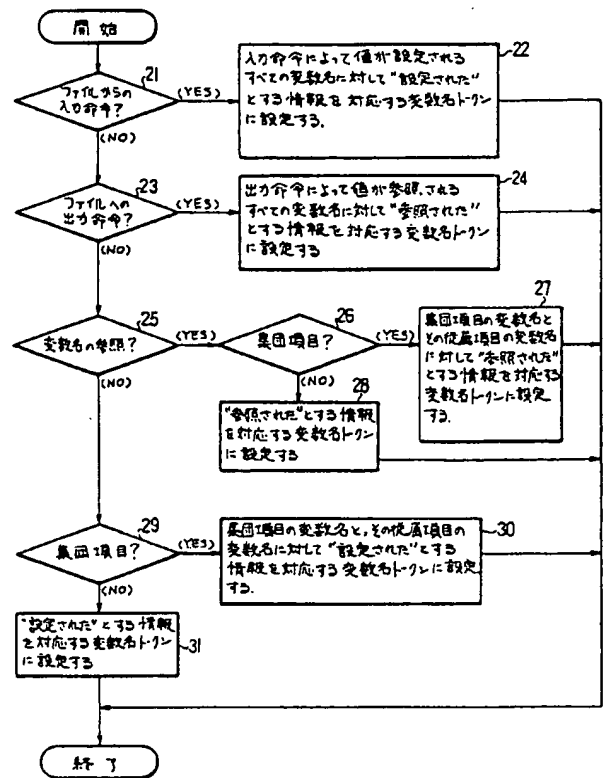 開始
21
ファイルからの
入力命令?
(YES)
(NO)
22
入力命令によって値が設定される
すべての変数名に対して"設定された"
とする情報を対応する変数名トークン
に設定する.
23
ファイルへの
出力命令?
(YES)
(NO)
24
出力命令によって値が参照される
すべての変数名に対して"参照された"
とする情報を対応する変数名トークン
に設定する
25
変数名の参照?
(YES)
(NO)
26
集団項目?
(YES)
(NO)
27
集団項目の変数名と
その従属項目の変数名
に対して"参照された"
とする情報を対応する
変数名トークンに設定
する.
28
"参照された"とする情報
を対応する変数名トークン
に設定する
29
集団項目?
(YES)
(NO)
30
集団項目の変数名と,その従属項目の
変数名に対して"設定された"とする
情報を対応する変数名トークンに設定
する.
"設定された"とする情報
を対応する変数名トークン
に設定する
31
終了